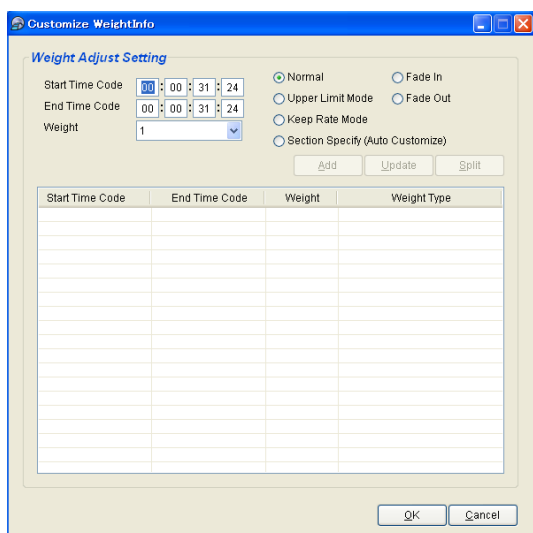 Customize WeightInfo
Weight Adjust Setting
Start Time Code 00 : 00 : 31 : 24
End Time Code 00 : 00 : 31 : 24
Weight 1
Normal Fade In
Upper Limit Mode Fade Out
Keep Rate Mode
Section Specify (Auto Customize)
Add Update Split
Start Time Code End Time Code Weight Weight Type
OK Cancel